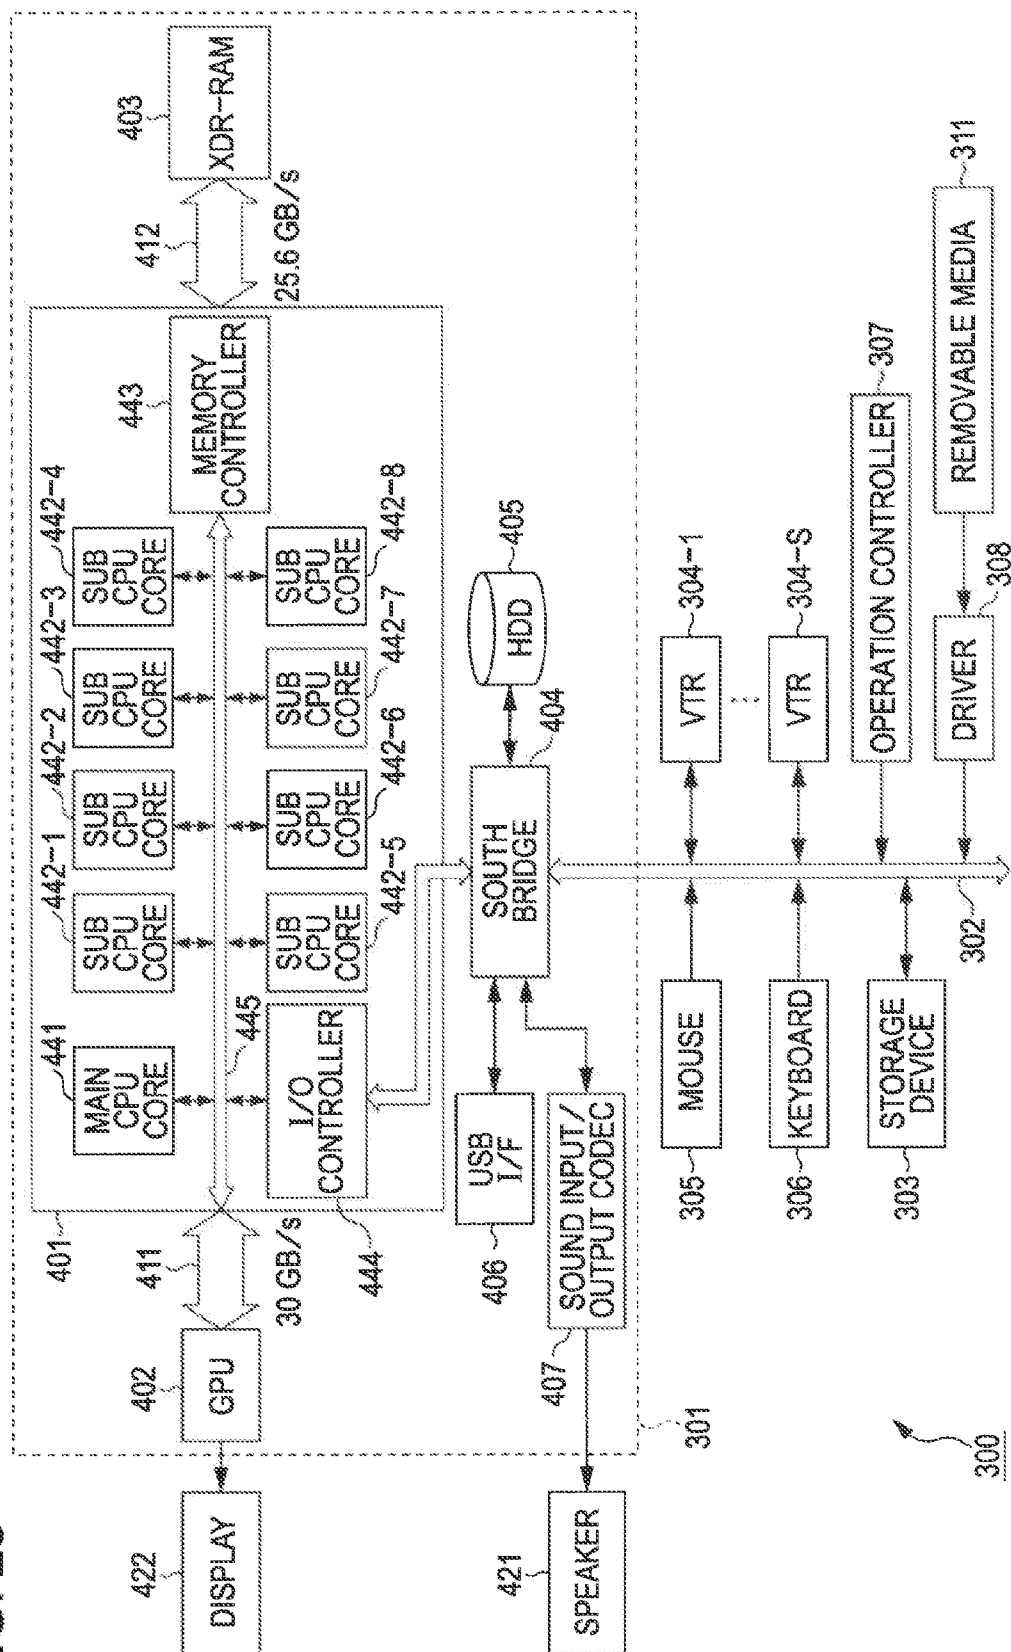 300
301
401
441
MAIN
CPU
CORE
442-1
SUB
CPU
CORE
442-2
SUB
CPU
CORE
442-3
SUB
CPU
CORE
442-4
SUB
CPU
CORE
443
MEMORY
CONTROLLER
403
XDR-RAM
412
25.6 GB/s
422
DISPLAY
402
GPU
411
30 GB/s
445
444
I/O
CONTROLLER
442-5
SUB
CPU
CORE
442-6
SUB
CPU
CORE
442-7
SUB
CPU
CORE
442-8
SUB
CPU
CORE
406
USB
I/F
404
SOUTH
BRIDGE
405
HDD
421
SPEAKER
407
SOUND INPUT/
OUTPUT CODEC
305
MOUSE
VTR
304-1
306
KEYBOARD
VTR
304-S
303
STORAGE
DEVICE
OPERATION CONTROLLER
307
302
DRIVER
308
REMOVABLE MEDIA
311